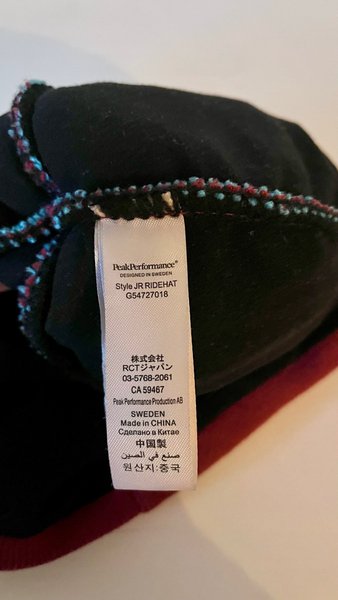 PeakPerformance®
DESIGNED IN SWEDEN
Style JR RIDEHAT
G54727018
株式会社
RCTジャパン
03-5768-2061
CA 59467
Peak Performance Production AB
SWEDEN
Made in CHINA
Сделано в Китае
中国製
صنع في الصين
원산지:중국